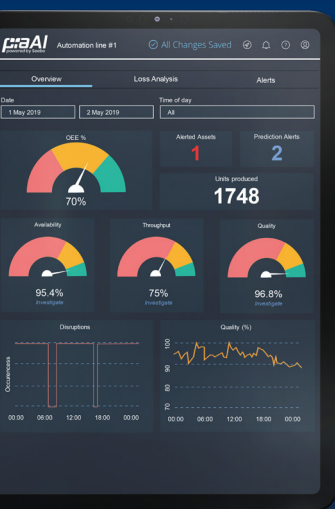 powered by Seebo
Automation line #1
All Changes Saved
Overview
Loss Analysis
Alerts
Date
Time of day
1 May 2019
2 May 2019
All
OEE %
Alerted Assets
Prediction Alerts
1
2
70%
Units produced
1748
Availability
Throughput
Quality
95.4%
75%
96.8%
investigate
investigate
investigate
Disruptions
Quality (%)
100
90
80
70
00:00 06:00 12:00 18:00 00:00
00:00 06:00 12:00 18:00 00:00